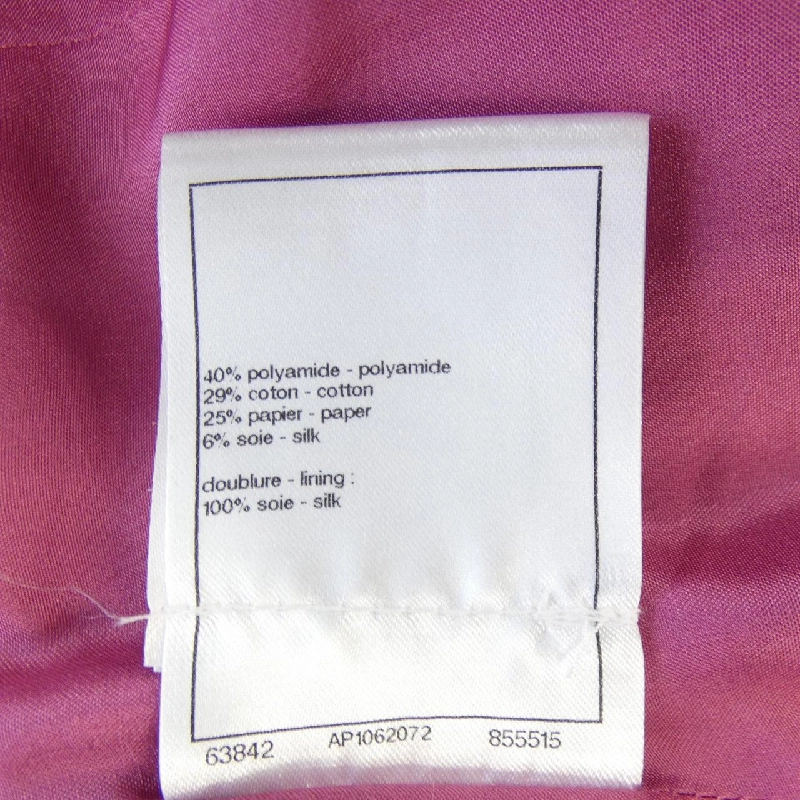 40% polyamide - polyamide
29% coton - cotton
25% papier - paper
6% soie - silk
doublure - lining :
100% soie - silk
63842 AP1062072 855515